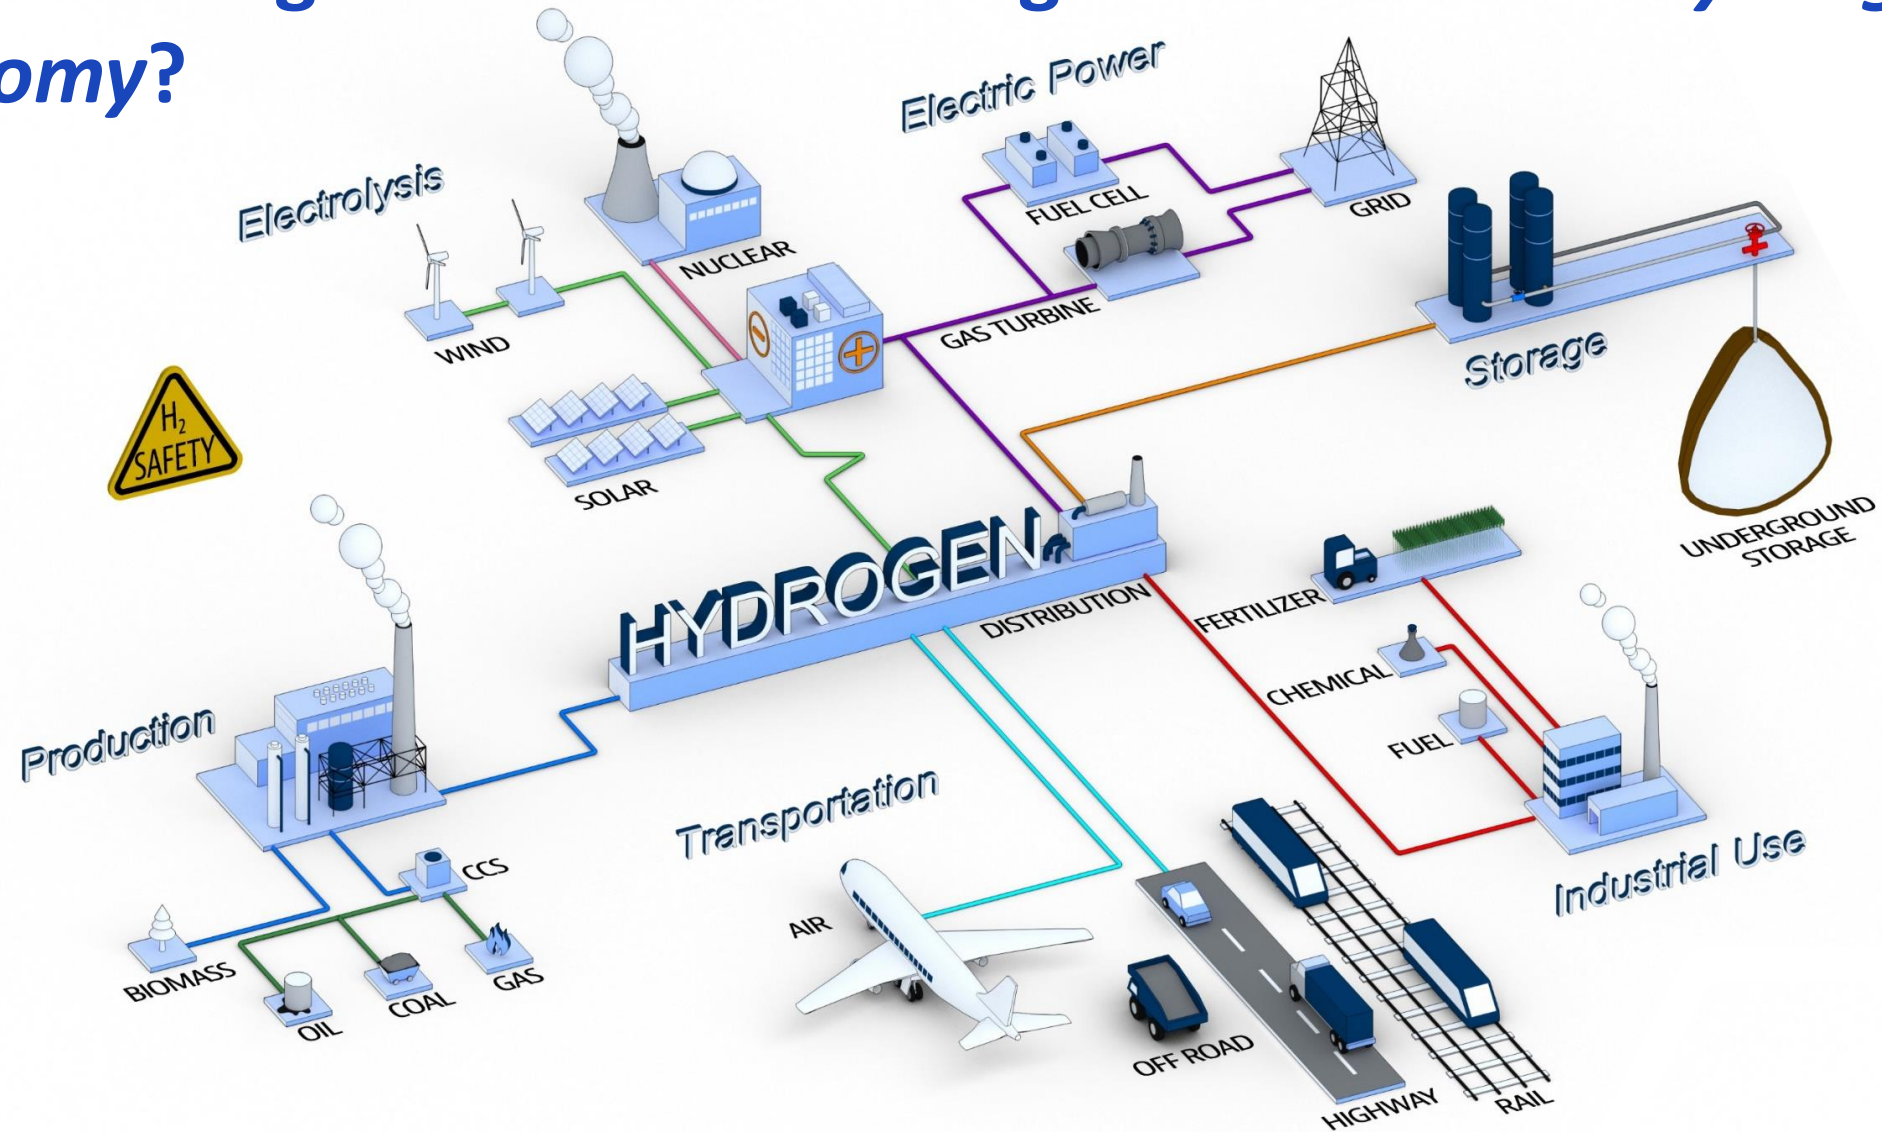 omy?
Electric Power
Electrolysis
FUEL CELL
GRID
NUCLEAR
GAS TURBINE
WIND
Storage
H2
SAFETY
SOLAR
UNDERGROUND
STORAGE
HYDROGEN
DISTRIBUTION
FERTILIZER
CHEMICAL
FUEL
Production
Transportation
Industrial Use
CCS
AIR
BIOMASS
OIL
COAL
GAS
OFF ROAD
HIGHWAY
RAIL